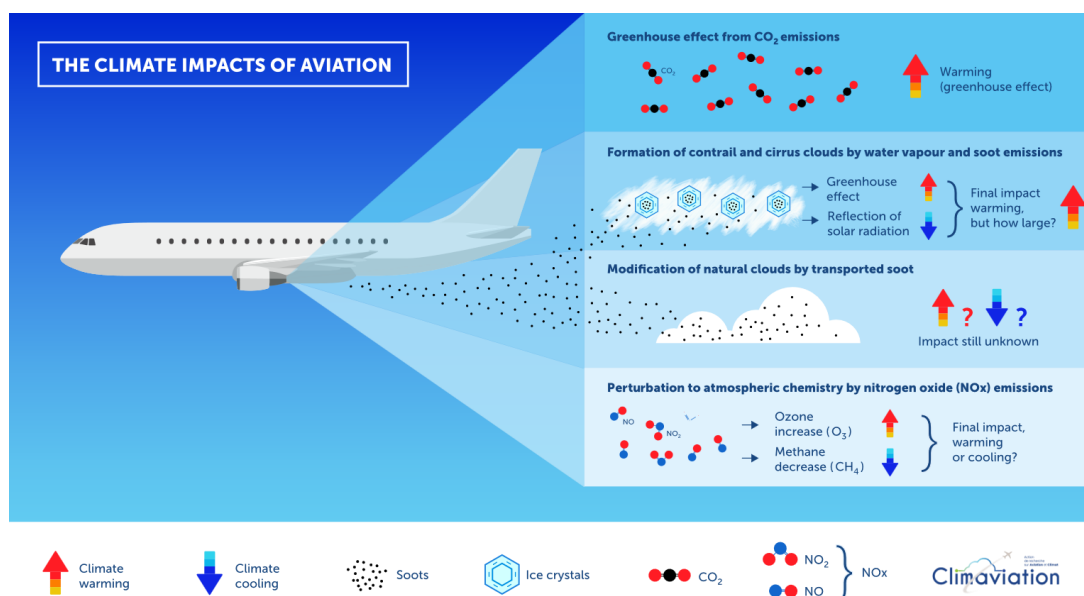 THE CLIMATE IMPACTS OF AVIATION
Greenhouse effect from CO₂ emissions
CO₂
Warming
(greenhouse effect)
Formation of contrail and cirrus clouds by water vapour and soot emissions
Greenhouse
effect
Reflection of
solar radiation
Final impact
warming,
but how large?
Modification of natural clouds by transported soot
? ?
Impact still unknown
Perturbation to atmospheric chemistry by nitrogen oxide (NOx) emissions
NO
NO₂
Ozone
increase (O₃)
Methane
decrease (CH₄)
Final impact,
warming
or cooling?
Climate
warming
Climate
cooling
Soots
Ice crystals
CO₂
NO₂
NO
NOx
Climaviation